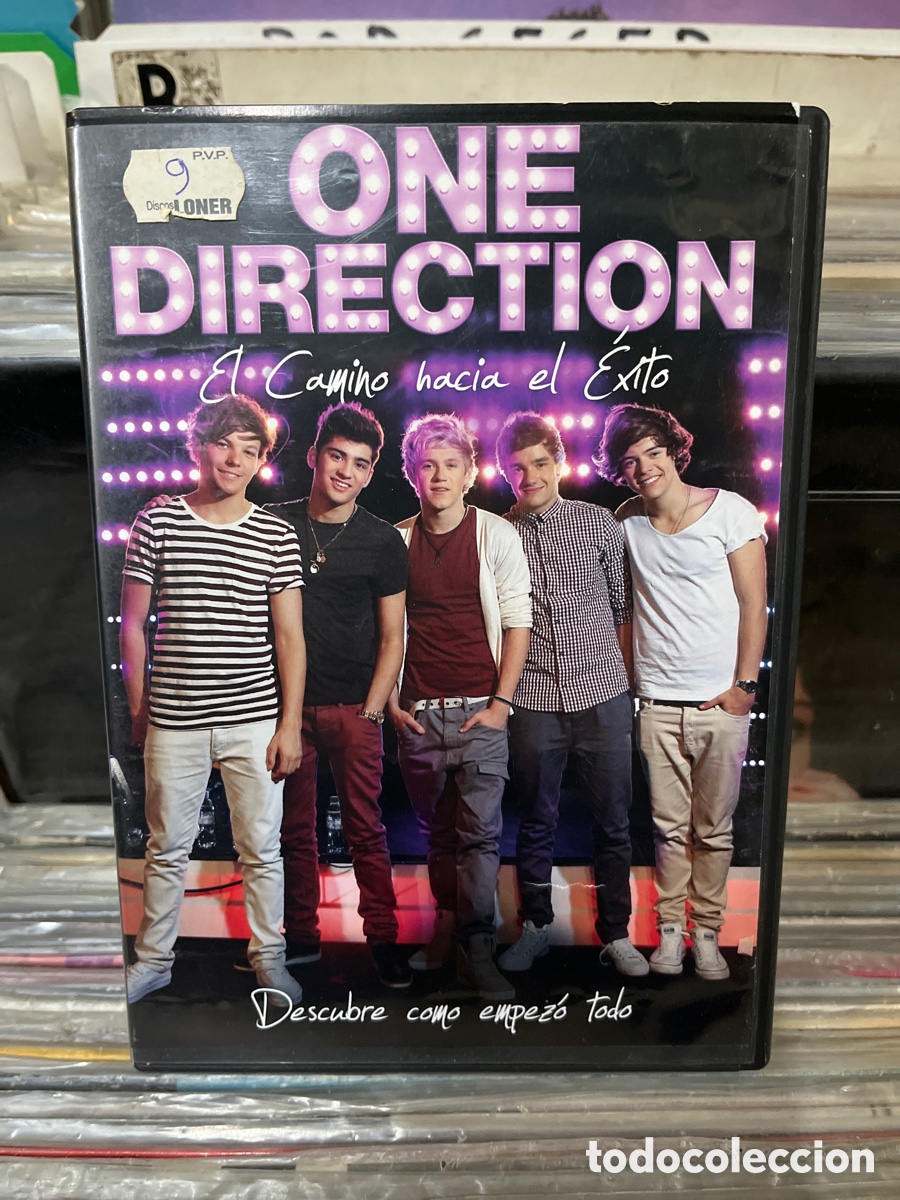 P.V.P.
9
Discos LONER
ONE
DIRECTION
El Camino hacia el Éxito
Descubre como empezó todo
todocoleccion